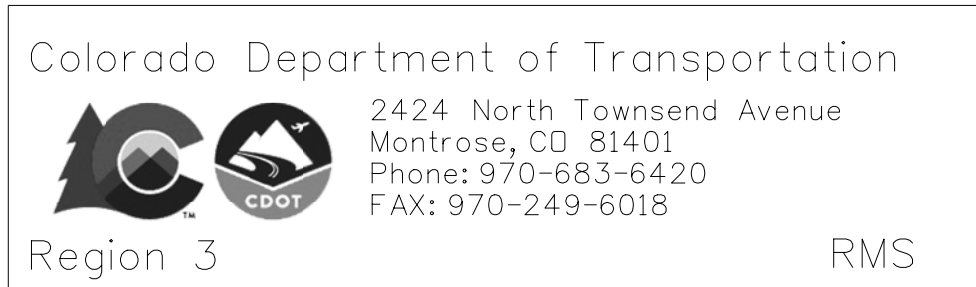 Colorado Department of Transportation
2424 North Townsend Avenue
Montrose, CO 81401
Phone: 970-683-6420
FAX: 970-249-6018
TM
CDOT
Region 3
RMS